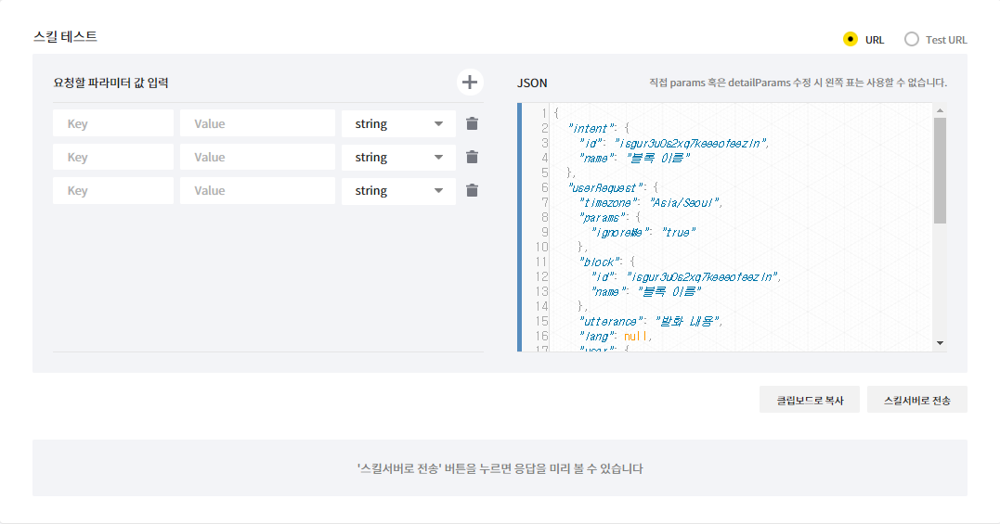 스킬 테스트
URL
Test URL
요청할 파라미터 값 입력
Key Value string
Key Value string
Key Value string
JSON
직접 params 혹은 detailParams 수정 시 왼쪽 표는 사용할 수 없습니다.
1 {
2 "intent": {
3 "id": "isgur3u0s2xq7keeeofeezln",
4 "name": "블록 이름"
5 },
6 "userRequest": {
7 "timezone": "Asia/Seoul",
8 "params": {
9 "ignoreMe": "true"
10 },
11 "block": {
12 "id": "isgur3u0s2xq7keeeofeezln",
13 "name": "블록 이름"
14 },
15 "utterance": "발화 내용",
16 "lang": null,
17 "user": {
클립보드로 복사
스킬서버로 전송
'스킬서버로 전송' 버튼을 누르면 응답을 미리 볼 수 있습니다